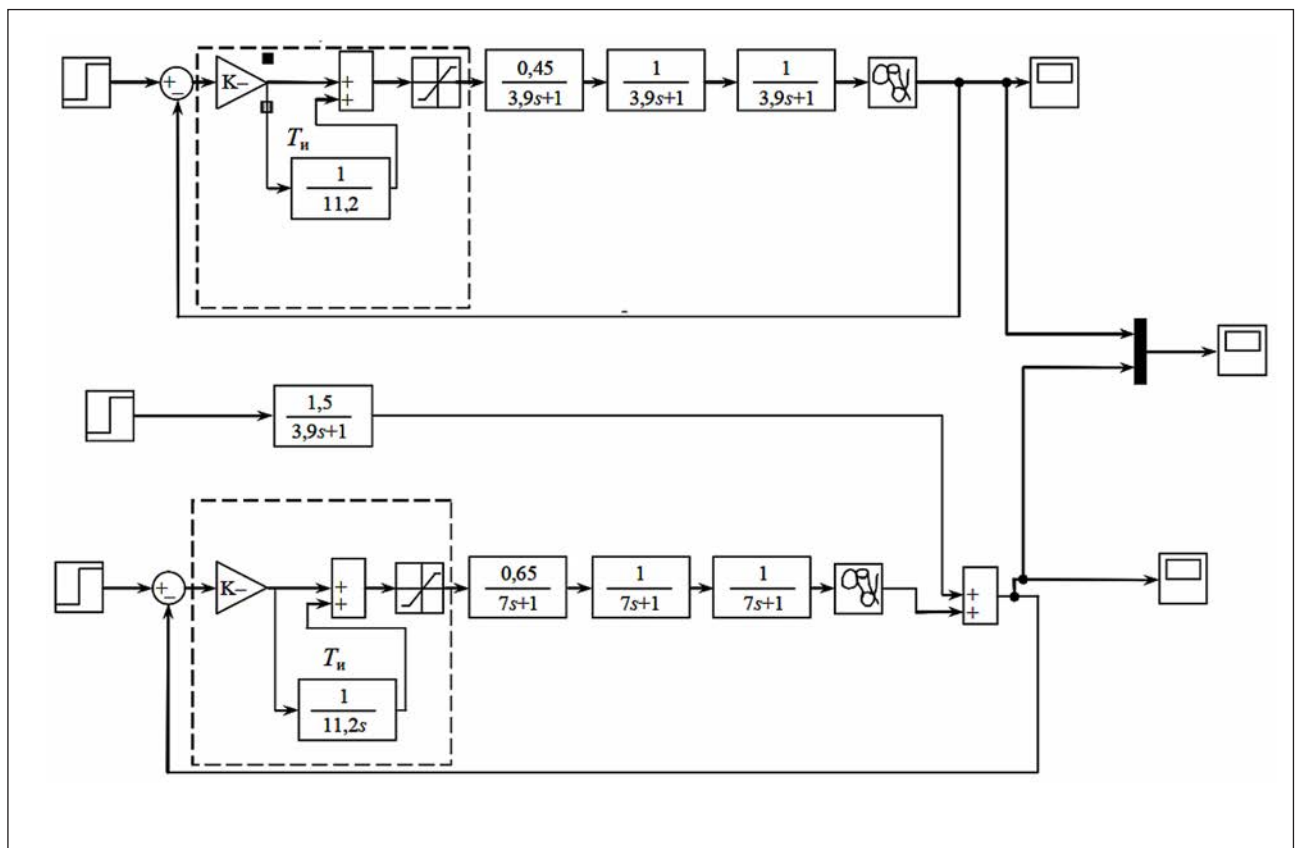 +
−
K−
+
+
0,45
3,9s+1
1
3,9s+1
1
3,9s+1
Tи
1
11,2
1,5
3,9s+1
+
−
K−
+
+
0,65
7s+1
1
7s+1
1
7s+1
+
+
Tи
1
11,2s